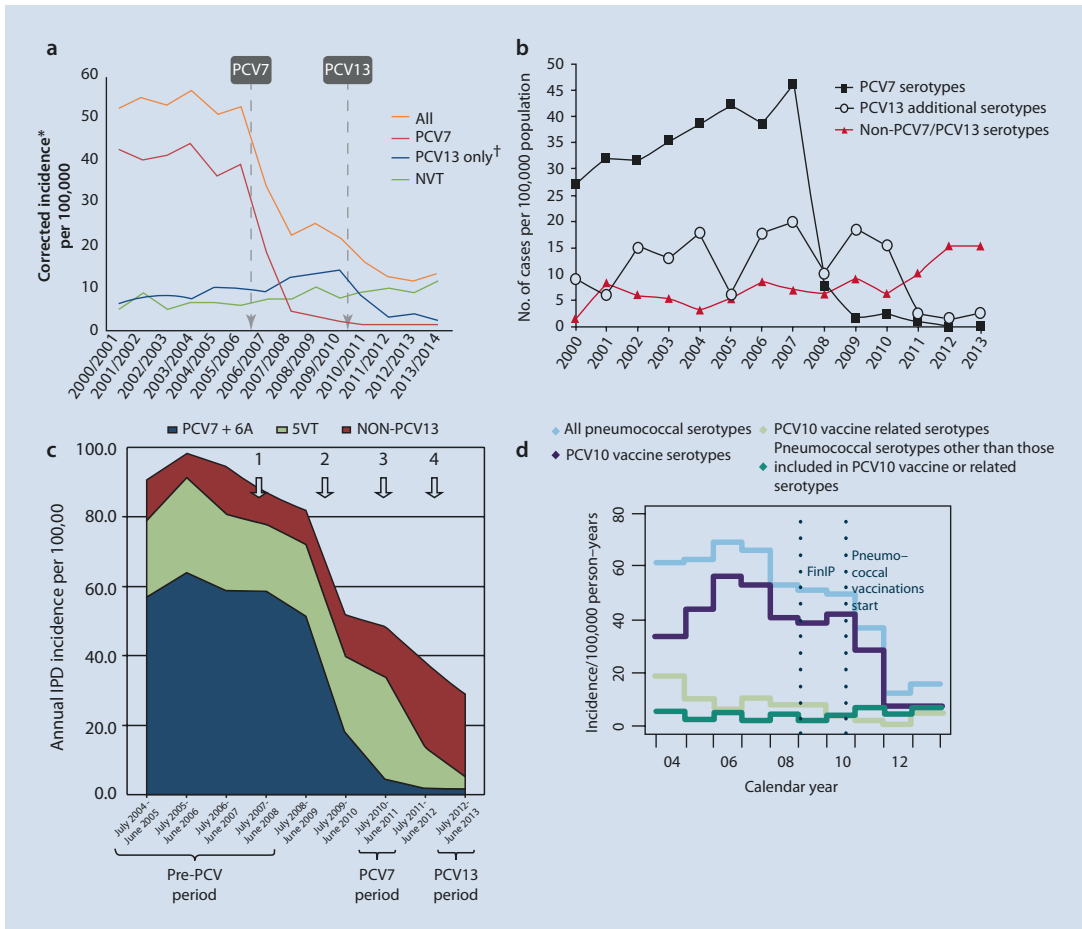 a
PCV7
PCV13
60
50
40
30
20
10
0
Corrected incidence*
per 100,000
All
PCV7
PCV13 only†
NVT
2000/2001
2001/2002
2002/2003
2003/2004
2004/2005
2005/2006
2006/2007
2007/2008
2008/2009
2009/2010
2010/2011
2011/2012
2012/2013
2013/2014
b
50
45
40
35
30
25
20
15
10
5
0
No. of cases per 100,000 population
PCV7 serotypes
PCV13 additional serotypes
Non-PCV7/PCV13 serotypes
2000
2001
2002
2003
2004
2005
2006
2007
2008
2009
2010
2011
2012
2013
PCV7 + 6A
5VT
NON-PCV13
c
100.0
80.0
60.0
40.0
20.0
0.0
Annual IPD incidence per 100,00
1
2
3
4
July 2004-
June 2005
July 2005-
June 2006
July 2006-
June 2007
July 2007-
June 2008
July 2008-
June 2009
July 2009-
June 2010
July 2010-
June 2011
July 2011-
June 2012
July 2012-
June 2013
Pre-PCV
period
PCV7
period
PCV13
period
All pneumococcal serotypes
PCV10 vaccine serotypes
PCV10 vaccine related serotypes
Pneumococcal serotypes other than those
included in PCV10 vaccine or related
serotypes
d
80
60
40
20
0
Incidence/100,000 person–years
FinIP
Pneumo–
coccal
vaccinations
start
04
06
08
10
12
Calendar year